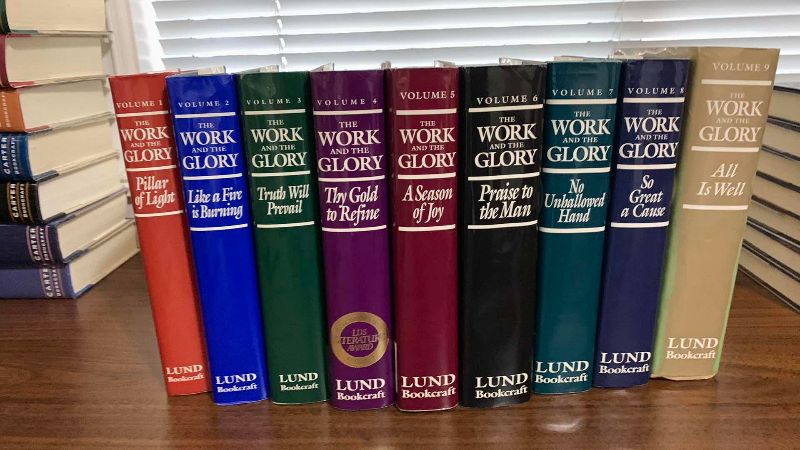 VOLUME 1
THE
WORK
AND THE
GLORY
Pillar
of Light
LUND
Bookcraft
VOLUME 2
THE
WORK
AND THE
GLORY
Like a Fire
is Burning
LUND
Bookcraft
VOLUME 3
THE
WORK
AND THE
GLORY
Truth Will
Prevail
LUND
Bookcraft
VOLUME 4
THE
WORK
AND THE
GLORY
Thy Gold
to Refine
LDS
LITERATURE
AWARD
LUND
Bookcraft
VOLUME 5
THE
WORK
AND THE
GLORY
A Season
of Joy
LUND
Bookcraft
VOLUME 6
THE
WORK
AND THE
GLORY
Praise to
the Man
LUND
Bookcraft
VOLUME 7
THE
WORK
AND THE
GLORY
No
Unhallowed
Hand
LUND
Bookcraft
VOLUME 8
THE
WORK
AND THE
GLORY
So
Great
a Cause
LUND
Bookcraft
VOLUME 9
THE
WORK
AND THE
GLORY
All
Is Well
LUND
Bookcraft
CARTER
CARTER
CARTER
CARTER